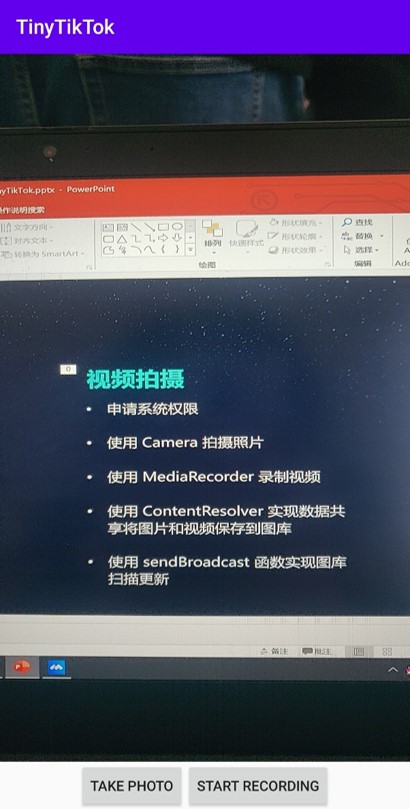 TinyTikTok
nyTikTok.pptx - PowerPoint
操作说明搜索
文字方向
对齐文本
转换为 SmartArt
排列
快速样式
形状填充
形状轮廓
形状效果
绘图
查找
替换
选择
编辑
视频拍摄
• 申请系统权限
• 使用 Camera 拍摄照片
• 使用 MediaRecorder 录制视频
• 使用 ContentResolver 实现数据共
享将图片和视频保存到图库
• 使用 sendBroadcast 函数实现图库
扫描更新
备注
批注
TAKE PHOTO
START RECORDING